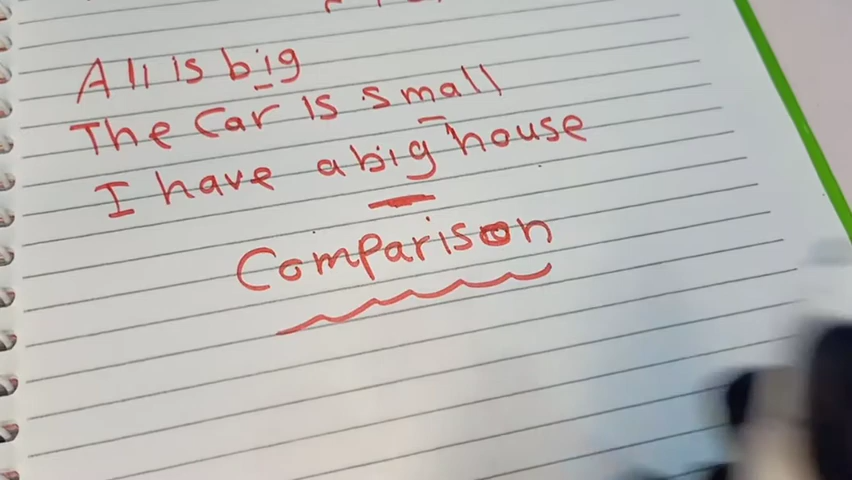 Ali is big
The Car is small
I have a big house
Comparison